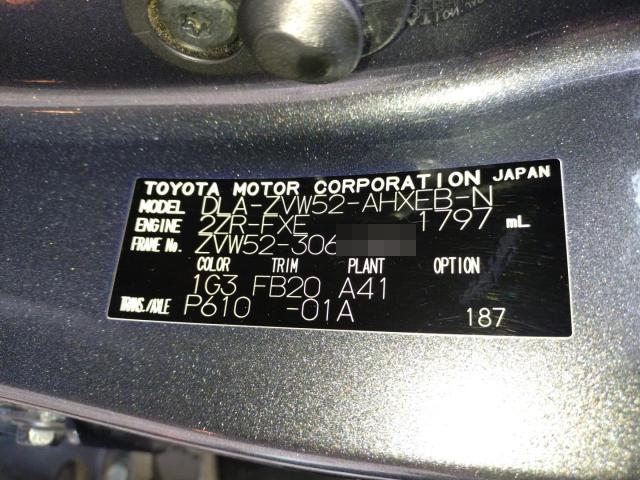 TOYOTA MOTOR CORPORATION JAPAN
MODEL DLA-ZVW52-AHXEB-N
ENGINE 2ZR-FXE 1797 mL
FRAME No. ZVW52-306
COLOR TRIM PLANT OPTION
1G3 FB20 A41
TRANS./AXLE P610 -01A 187